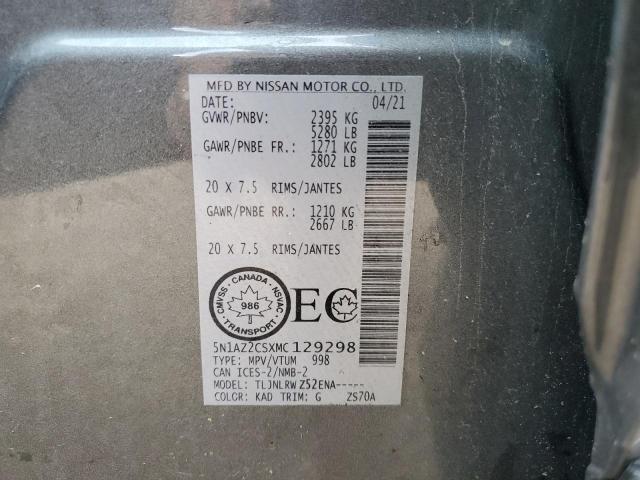 MFD BY NISSAN MOTOR CO., LTD.
DATE: 04/21
GVWR/PNBV: 2395 KG
5280 LB
GAWR/PNBE FR.: 1271 KG
2802 LB
20 X 7.5 RIMS/JANTES
GAWR/PNBE RR.: 1210 KG
2667 LB
20 X 7.5 RIMS/JANTES
CMVSS · CANADA · NSVAC
986
TRANSPORT
EC
5N1AZ2CSXMC129298
TYPE: MPV/VTUM 998
CAN ICES-2/NMB-2
MODEL: TLJNLRWZ52ENA-----
COLOR: KAD TRIM: G ZS70A